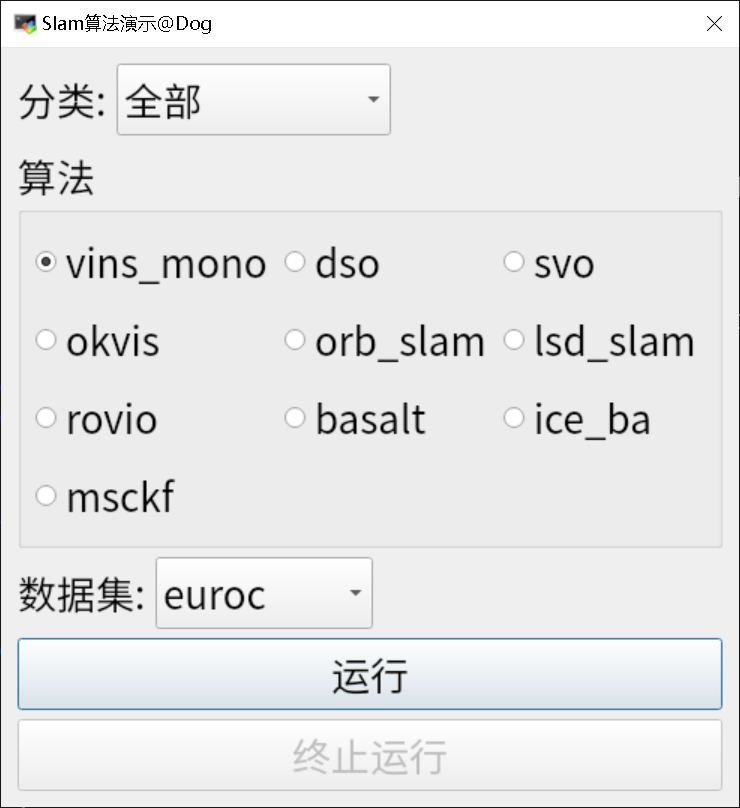 Slam算法演示@Dog
分类: 全部
算法
vins_mono dso svo
okvis orb_slam lsd_slam
rovio basalt ice_ba
msckf
数据集: euroc
运行
终止运行